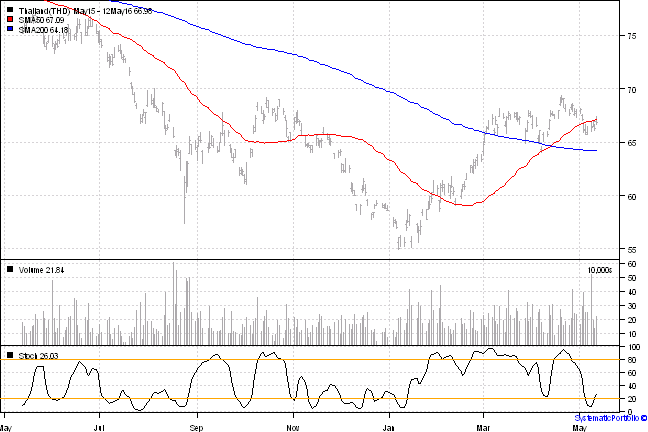 Thailand(THD) May15 - 12May16 66.98
SMA50 67.09
SMA200 64.18
75
70
65
60
55
Volume 21.84
10,000s
60
50
40
30
20
10
Stoch 26.03
100
80
60
40
20
0
May Jul Sep Nov Jan Mar May
SystematicPortfolio ©